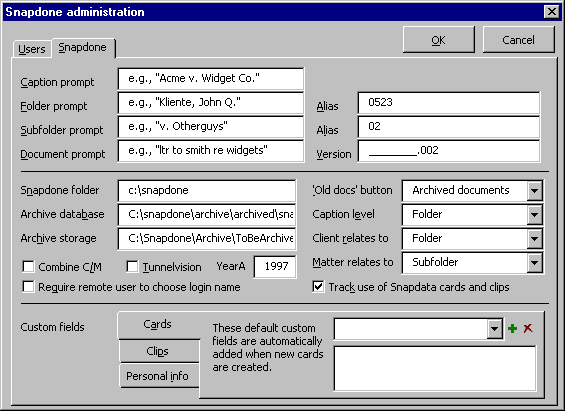 Snapdone administration
Users Snapdone OK Cancel
Caption prompt e.g., "Acme v. Widget Co."
Folder prompt e.g., "Kliente, John Q." Alias 0523
Subfolder prompt e.g., "v. Otherguys" Alias 02
Document prompt e.g., "ltr to smith re widgets" Version ________.002
Snapdone folder c:\snapdone 'Old docs' button Archived documents
Archive database C:\snapdone\archive\archived\sna Caption level Folder
Archive storage C:\Snapdone\Archive\ToBeArchive Client relates to Folder
Combine C/M Tunnelvision YearA 1997 Matter relates to Subfolder
Require remote user to choose login name Track use of Snapdata cards and clips
Custom fields Cards These default custom
Clips fields are automatically
Personal info added when new cards
are created.